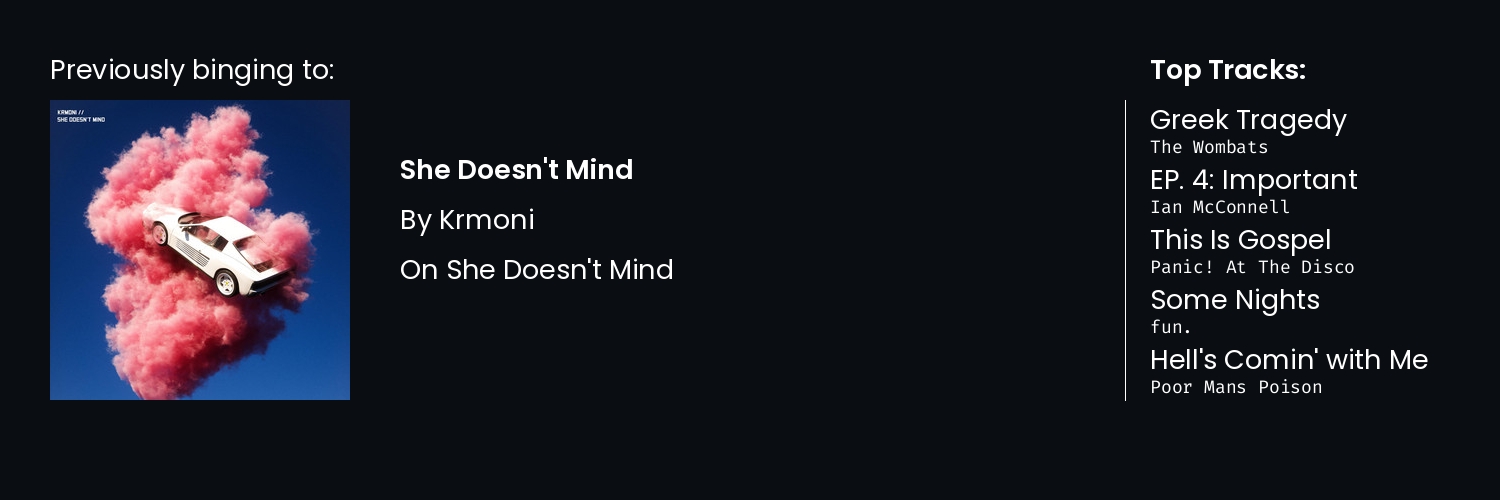 Previously binging to:
KRMONI //
SHE DOESN'T MIND
She Doesn't Mind
By Krmoni
On She Doesn't Mind
Top Tracks:
Greek Tragedy
The Wombats
EP. 4: Important
Ian McConnell
This Is Gospel
Panic! At The Disco
Some Nights
fun.
Hell's Comin' with Me
Poor Mans Poison